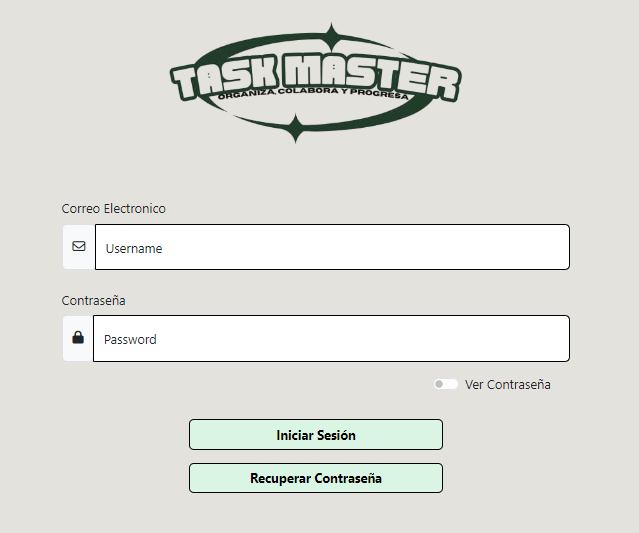 TASK MASTER
ORGANIZA, COLABORA Y PROGRESA
Correo Electronico
Username
Contraseña
Password
Ver Contraseña
Iniciar Sesión
Recuperar Contraseña